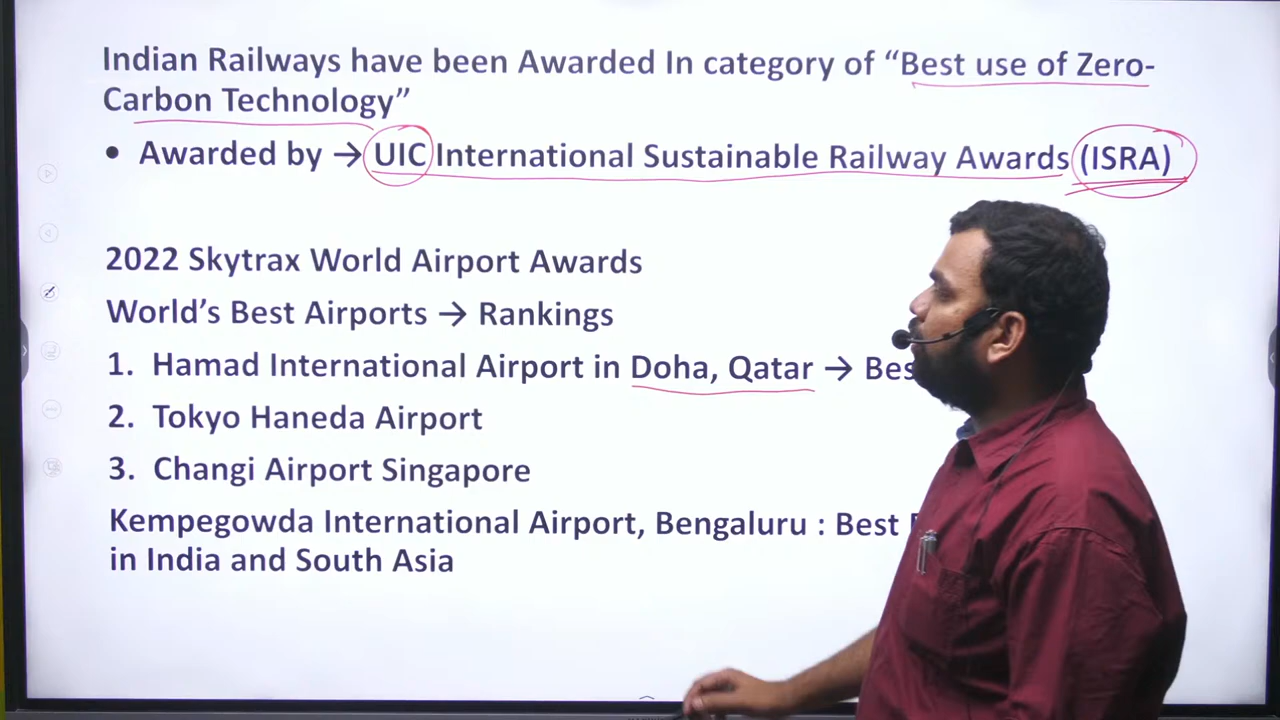 Indian Railways have been Awarded In category of “Best use of Zero-
Carbon Technology”
• Awarded by → UIC International Sustainable Railway Awards (ISRA)
2022 Skytrax World Airport Awards
World’s Best Airports → Rankings
1. Hamad International Airport in Doha, Qatar →
2. Tokyo Haneda Airport
3. Changi Airport Singapore
Kempegowda International Airport, Bengaluru : Best
in India and South Asia